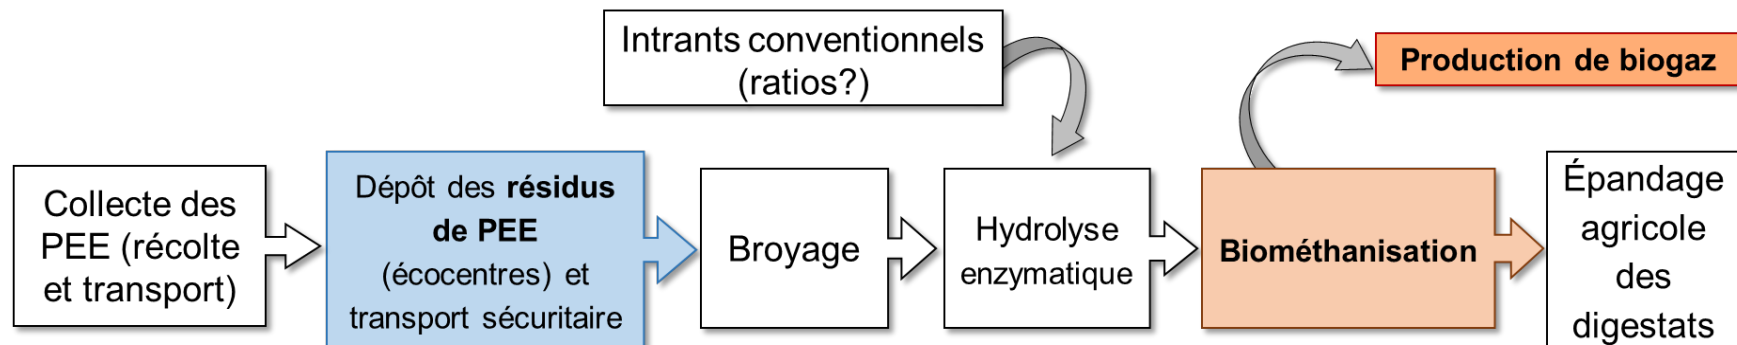 Intrants conventionnels
(ratios?)
Production de biogaz
Collecte des
PEE (récolte
et transport)
Dépôt des résidus
de PEE
(écocentres) et
transport sécuritaire
Broyage
Hydrolyse
enzymatique
Biométhanisation
Épandage
agricole
des
digestats